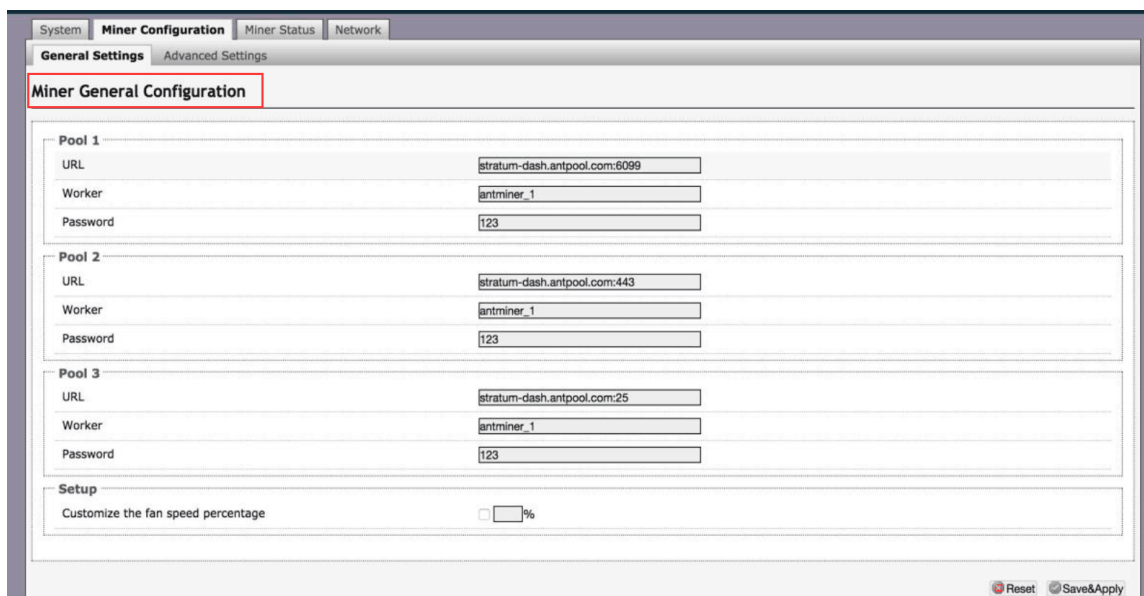 System Miner Configuration Miner Status Network
General Settings Advanced Settings
Miner General Configuration
Pool 1
URL stratum-dash.antpool.com:6099
Worker antminer_1
Password 123
Pool 2
URL stratum-dash.antpool.com:443
Worker antminer_1
Password 123
Pool 3
URL stratum-dash.antpool.com:25
Worker antminer_1
Password 123
Setup
Customize the fan speed percentage %
Reset Save&Apply